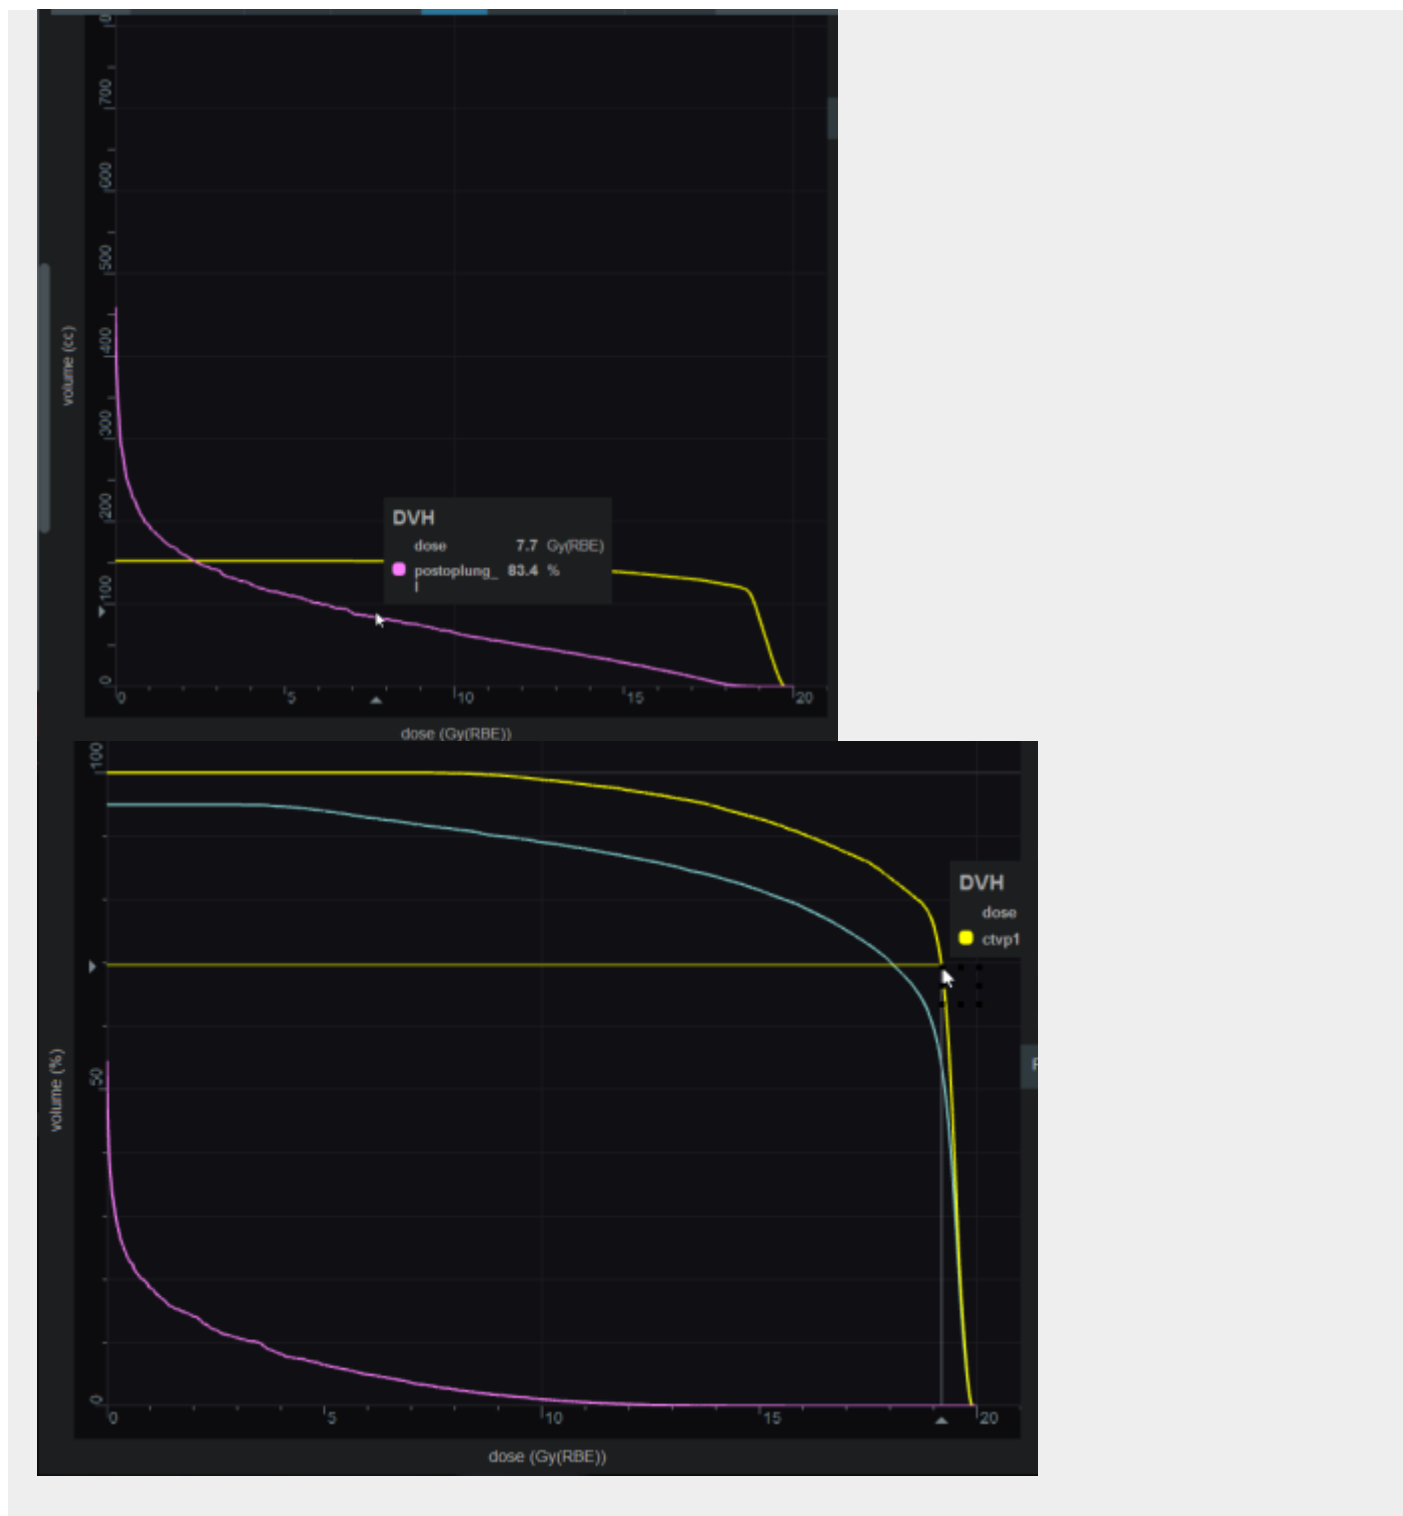 700
600
500
400
300
200
100
0
volume (cc)
DVH
dose 7.7 Gy(RBE)
postoplung_ 83.4 %
l
0 5 10 15 20
dose (Gy(RBE))
100
50
0
volume (%)
DVH
dose
ctvp1
0 5 10 15 20
dose (Gy(RBE))